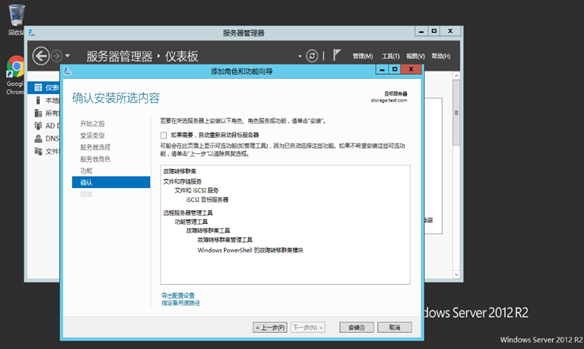 回收站
服务器管理器
服务器管理器 · 仪表板
管理(M) 工具(T) 视图(V) 帮助(H)
Google
Chrom
仪表
本地
所有
AD D
DNS
文件
添加角色和功能向导
确认安装所选内容
目标服务器
storage.test.com
开始之前
安装类型
服务器选择
服务器角色
功能
确认
结果
若要在所选服务器上安装以下角色、角色服务或功能，请单击“安装”。
如果需要，自动重新启动目标服务器
可能会在此页面上显示可选功能(如管理工具)，因为已自动选择这些功能。如果不希望安装这些可选功
能，请单击“上一步”以清除其复选框。
故障转移群集
文件和存储服务
文件和 iSCSI 服务
iSCSI 目标服务器
远程服务器管理工具
功能管理工具
故障转移群集工具
故障转移群集管理工具
Windows PowerShell 的故障转移群集模块
导出配置设置
指定备用源路径
< 上一步(P)
下一步(N) >
安装(I)
取消
dows Server 2012 R2
Windows Server 2012 R2